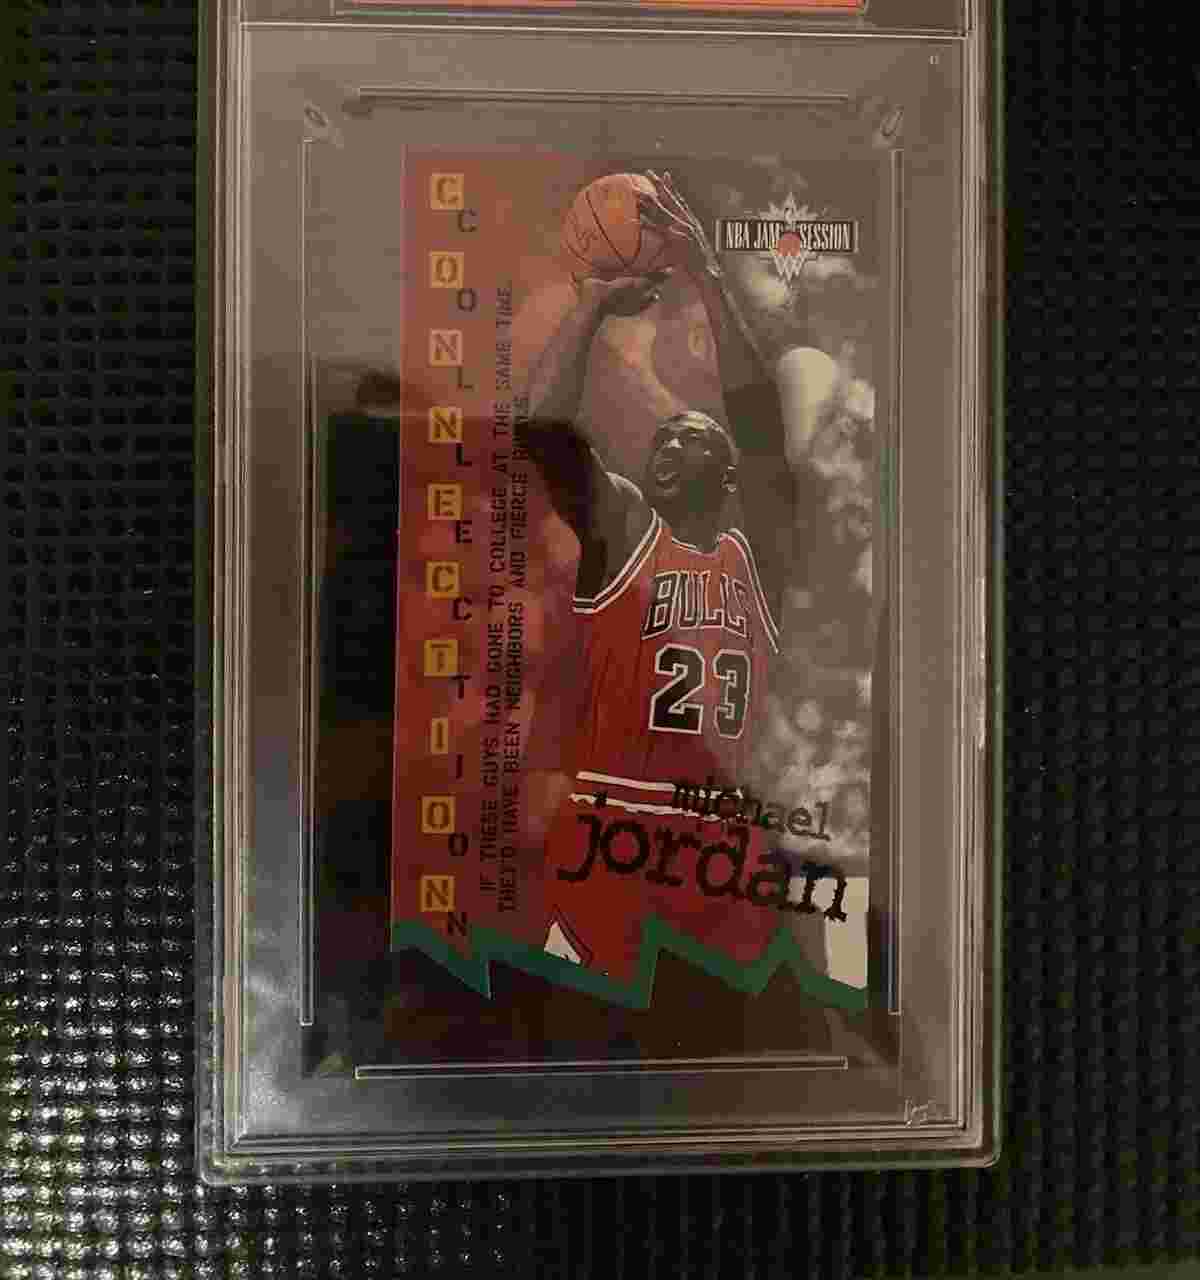 CONNECTION
CONNECTION
IF THESE GUYS HAD GONE TO COLLEGE AT THE SAME TIME,
THEY'D HAVE BEEN NEIGHBORS AND FIERCE RIVALS.
NBA JAM SESSION
BULLS
23
michael
jordan